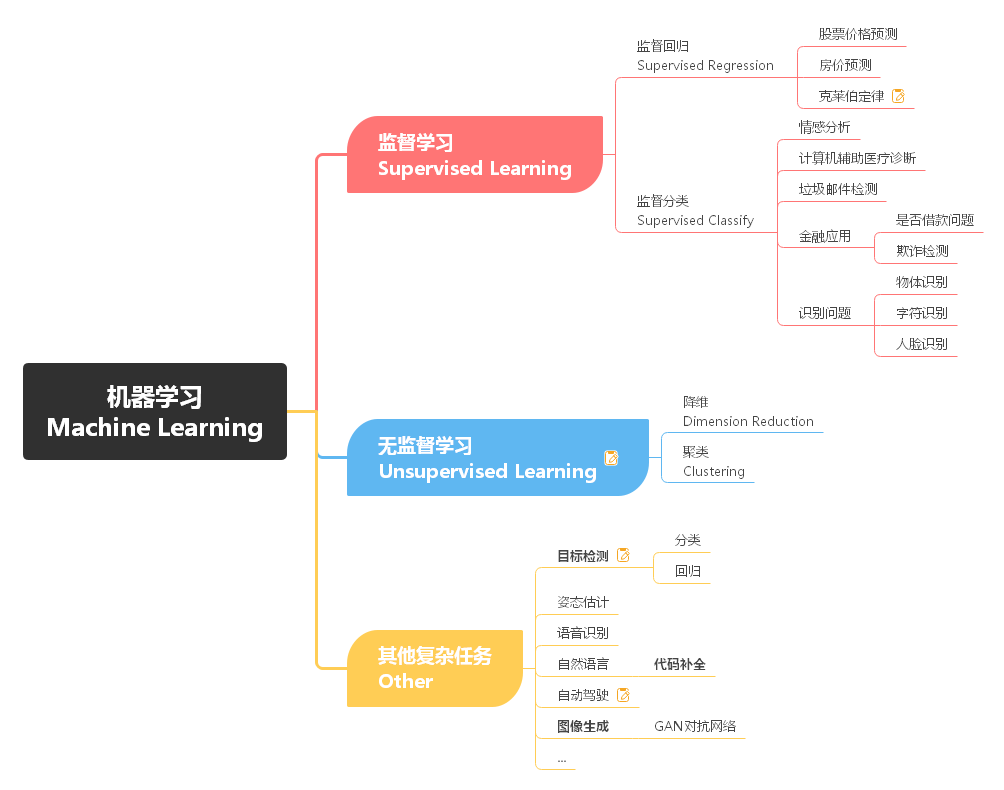 机器学习
Machine Learning
监督学习
Supervised Learning
监督回归
Supervised Regression
股票价格预测
房价预测
克莱伯定律
监督分类
Supervised Classify
情感分析
计算机辅助医疗诊断
垃圾邮件检测
金融应用
是否借款问题
欺诈检测
识别问题
物体识别
字符识别
人脸识别
无监督学习
Unsupervised Learning
降维
Dimension Reduction
聚类
Clustering
其他复杂任务
Other
目标检测
分类
回归
姿态估计
语音识别
自然语言
代码补全
自动驾驶
图像生成
GAN对抗网络
...